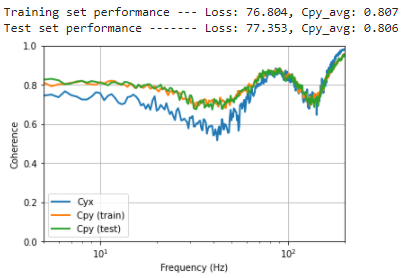 Training set performance --- Loss: 76.804, Cpy_avg: 0.807
Test set performance ------- Loss: 77.353, Cpy_avg: 0.806
1.0
0.8
0.6
0.4
0.2
0.0
Coherence
Cyx
Cpy (train)
Cpy (test)
10¹
10²
Frequency (Hz)